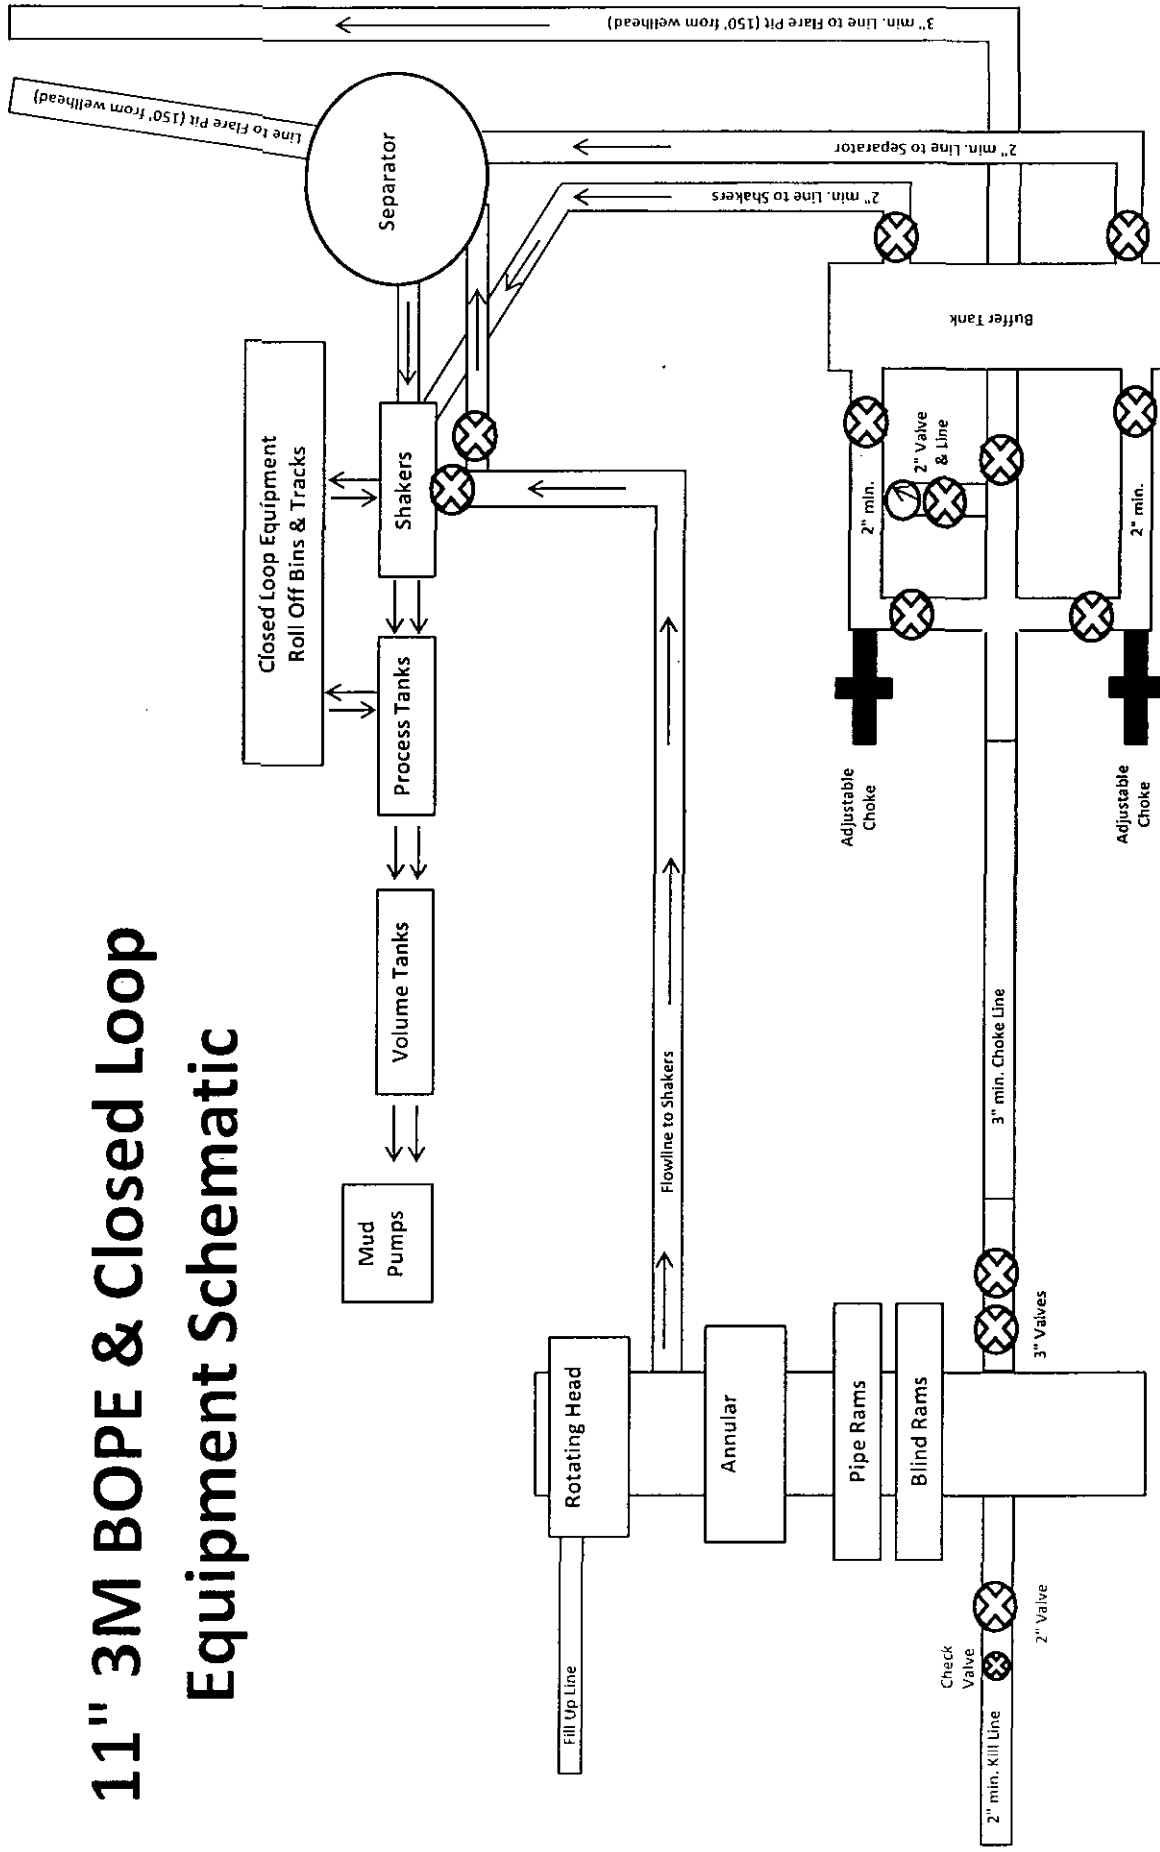 11" 3M BOPE & Closed Loop
Equipment Schematic
Mud
Pumps
Volume Tanks
Process Tanks
Shakers
Closed Loop Equipment
Roll Off Bins & Tracks
Separator
Line to Flare Pit (150' from wellhead)
3" min. Line to Flare Pit (150' from wellhead)
2" min. Line to Separator
2" min. Line to Shakers
Fill Up Line
Rotating Head
Flowline to Shakers
Annular
Pipe Rams
Blind Rams
2" min. Kill Line
Check
Valve
2" Valve
3" Valves
3" min. Choke Line
Adjustable
Choke
Adjustable
Choke
2" min.
2" Valve
& Line
2" min.
Buffer Tank